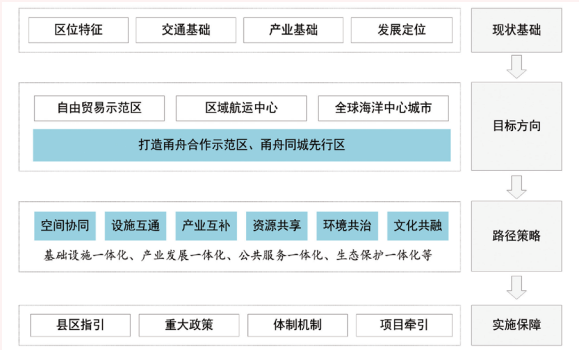 区位特征 交通基础 产业基础 发展定位 现状基础
自由贸易示范区 区域航运中心 全球海洋中心城市
打造甬舟合作示范区、甬舟同城先行区
目标方向
空间协同 设施互通 产业互补 资源共享 环境共治 文化共融
基础设施一体化、产业发展一体化、公共服务一体化、生态保护一体化等
路径策略
县区指引 重大政策 体制机制 项目牵引 实施保障